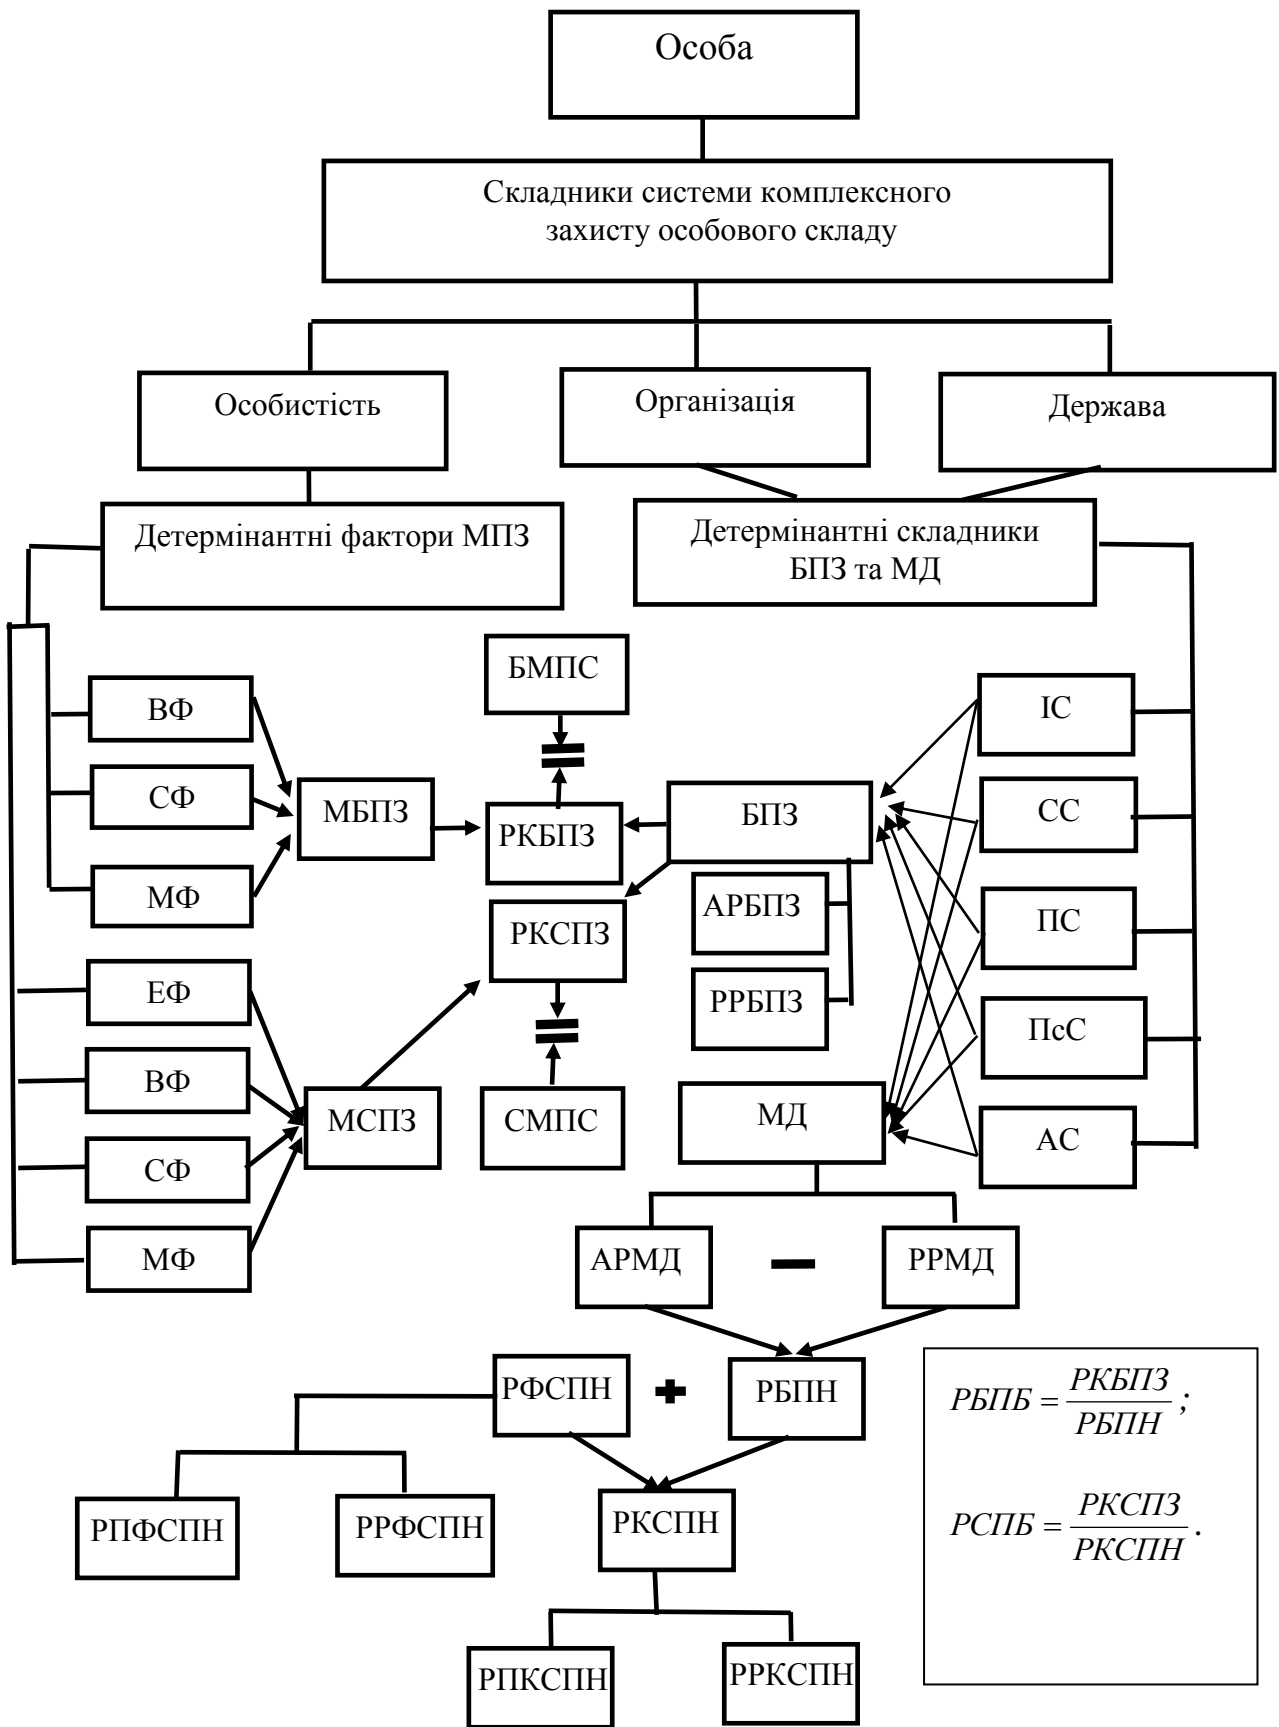 Особа
Складники системи комплексного
захисту особового складу
Особистість
Організація
Держава
Детермінантні фактори МПЗ
Детермінантні складники
БПЗ та МД
БМПС
ВФ
ІС
СФ
МБПЗ
РКБПЗ
БПЗ
СС
МФ
АРБПЗ
ПС
РКСПЗ
ЕФ
РРБПЗ
ПсС
ВФ
МСПЗ
СМПС
МД
АС
СФ
МФ
АРМД
–
РРМД
РФСПН
+
РБПН
РБПБ = РКБПЗ / РБПН ;
РПФСПН
РРФСПН
РКСПН
РСПБ = РКСПЗ / РКСПН .
РПКСПН
РРКСПН